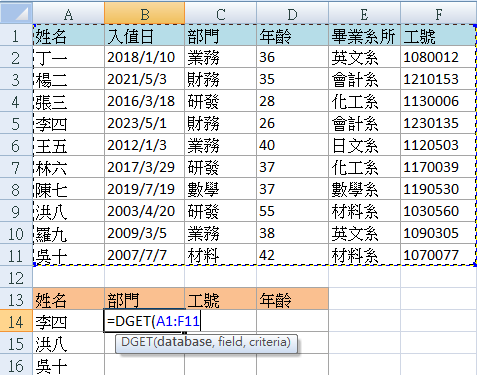 A B C D E F
1 姓名 入值日 部門 年齡 畢業系所 工號
2 丁一 2018/1/10 業務 36 英文系 1080012
3 楊二 2021/5/3 財務 35 會計系 1210153
4 張三 2016/3/18 研發 28 化工系 1130006
5 李四 2023/5/1 財務 26 會計系 1230135
6 王五 2012/1/3 業務 40 日文系 1120503
7 林六 2017/3/29 研發 37 化工系 1170039
8 陳七 2019/7/19 數學 37 數學系 1190530
9 洪八 2003/4/20 研發 55 材料系 1030560
10 羅九 2009/3/5 業務 38 英文系 1090305
11 吳十 2007/7/7 材料 42 材料系 1070077
12
13 姓名 部門 工號 年齡
14 李四 =DGET(A1:F11
15 洪八 DGET(database, field, criteria)
16 吳十